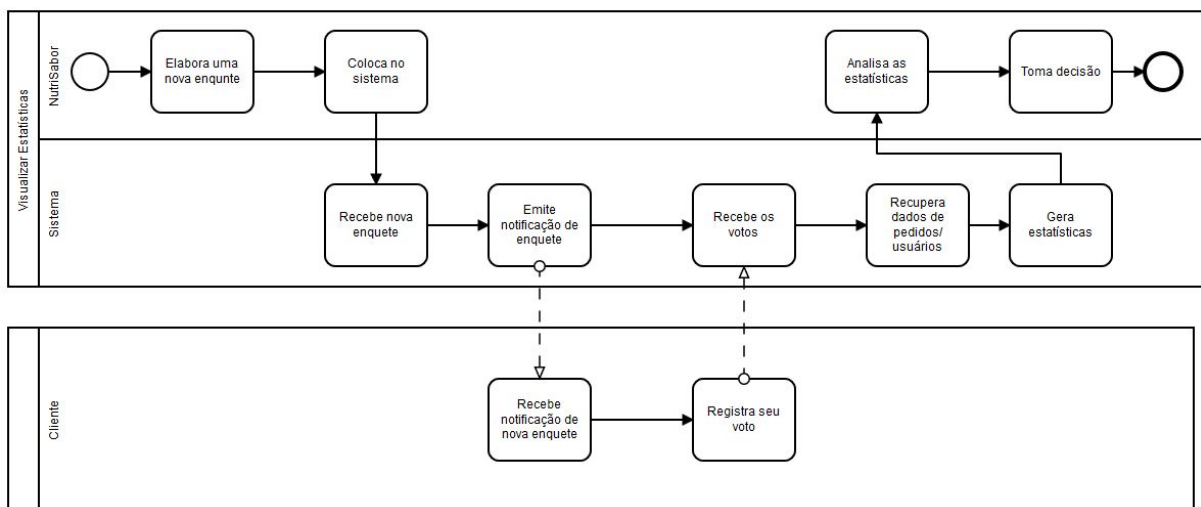 Visualizar Estatísticas
NutriSabor
Elabora uma
nova enqunte
Coloca no
sistema
Analisa as
estatísticas
Toma decisão
Sistema
Recebe nova
enquete
Emite
notificação de
enquete
Recebe os
votos
Recupera
dados de
pedidos/
usuários
Gera
estatísticas
Cliente
Recebe
notificação de
nova enquete
Registra seu
voto